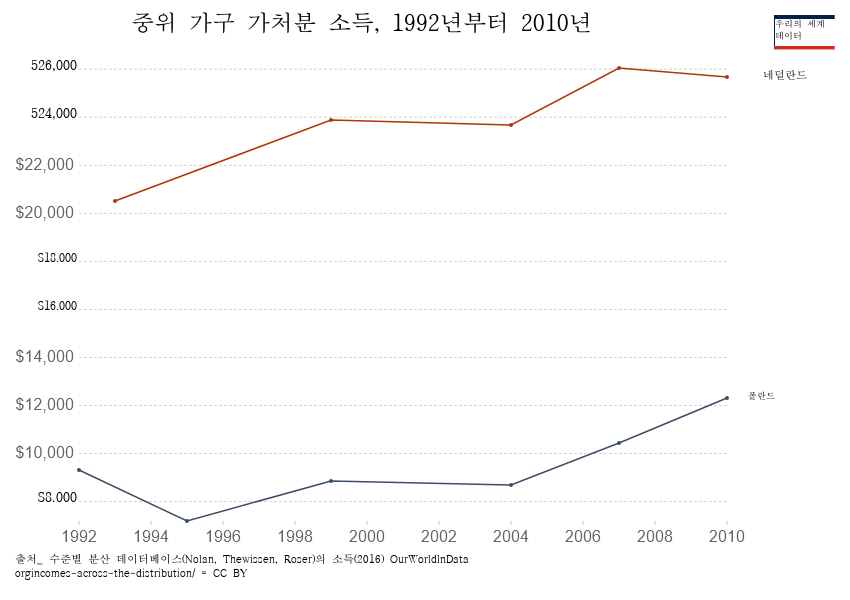 중위 가구 가처분 소득, 1992년부터 2010년
우리의 세계
데이터
526,000
네덜란드
524,000
$22,000
$20,000
$18.000
$16.000
$14,000
$12,000
폴란드
$10,000
$8.000
1992 1994 1996 1998 2000 2002 2004 2006 2008 2010
출처_ 수준별 분산 데이터베이스(Nolan, Thewissen, Roser)의 소득(2016) OurWorldInData
orgincomes-across-the-distribution/ = CC BY